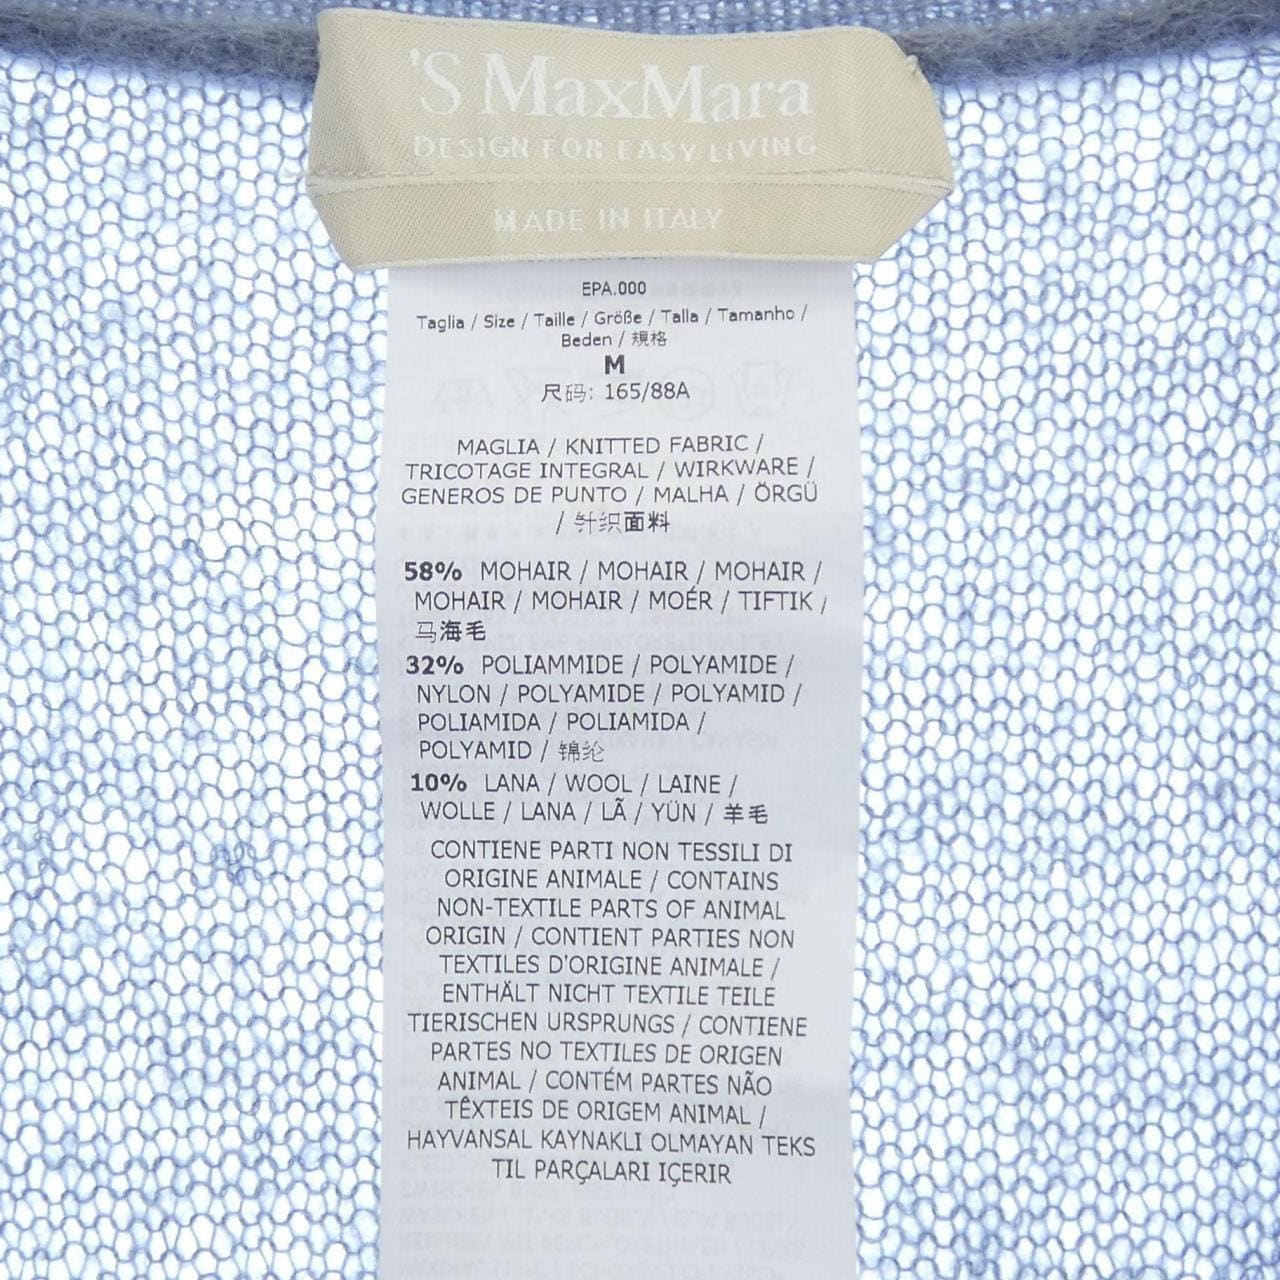 'S MaxMara
DESIGN FOR EASY LIVING
MADE IN ITALY
EPA.000
Taglia / Size / Taille / Größe / Talla / Tamanho /
Beden / 規格
M
尺码: 165/88A
MAGLIA / KNITTED FABRIC /
TRICOTAGE INTEGRAL / WIRKWARE /
GENEROS DE PUNTO / MALHA / ÖRGÜ
/ 针织面料
58% MOHAIR / MOHAIR / MOHAIR /
MOHAIR / MOHAIR / MOÉR / TIFTIK /
马海毛
32% POLIAMMIDE / POLYAMIDE /
NYLON / POLYAMIDE / POLYAMID /
POLIAMIDA / POLIAMIDA /
POLYAMID / 锦纶
10% LANA / WOOL / LAINE /
WOLLE / LANA / LÃ / YÜN / 羊毛
CONTIENE PARTI NON TESSILI DI
ORIGINE ANIMALE / CONTAINS
NON-TEXTILE PARTS OF ANIMAL
ORIGIN / CONTIENT PARTIES NON
TEXTILES D'ORIGINE ANIMALE /
ENTHÄLT NICHT TEXTILE TEILE
TIERISCHEN URSPRUNGS / CONTIENE
PARTES NO TEXTILES DE ORIGEN
ANIMAL / CONTÉM PARTES NÃO
TÊXTEIS DE ORIGEM ANIMAL /
HAYVANSAL KAYNAKLI OLMAYAN TEKS
TIL PARÇALARI IÇERIR